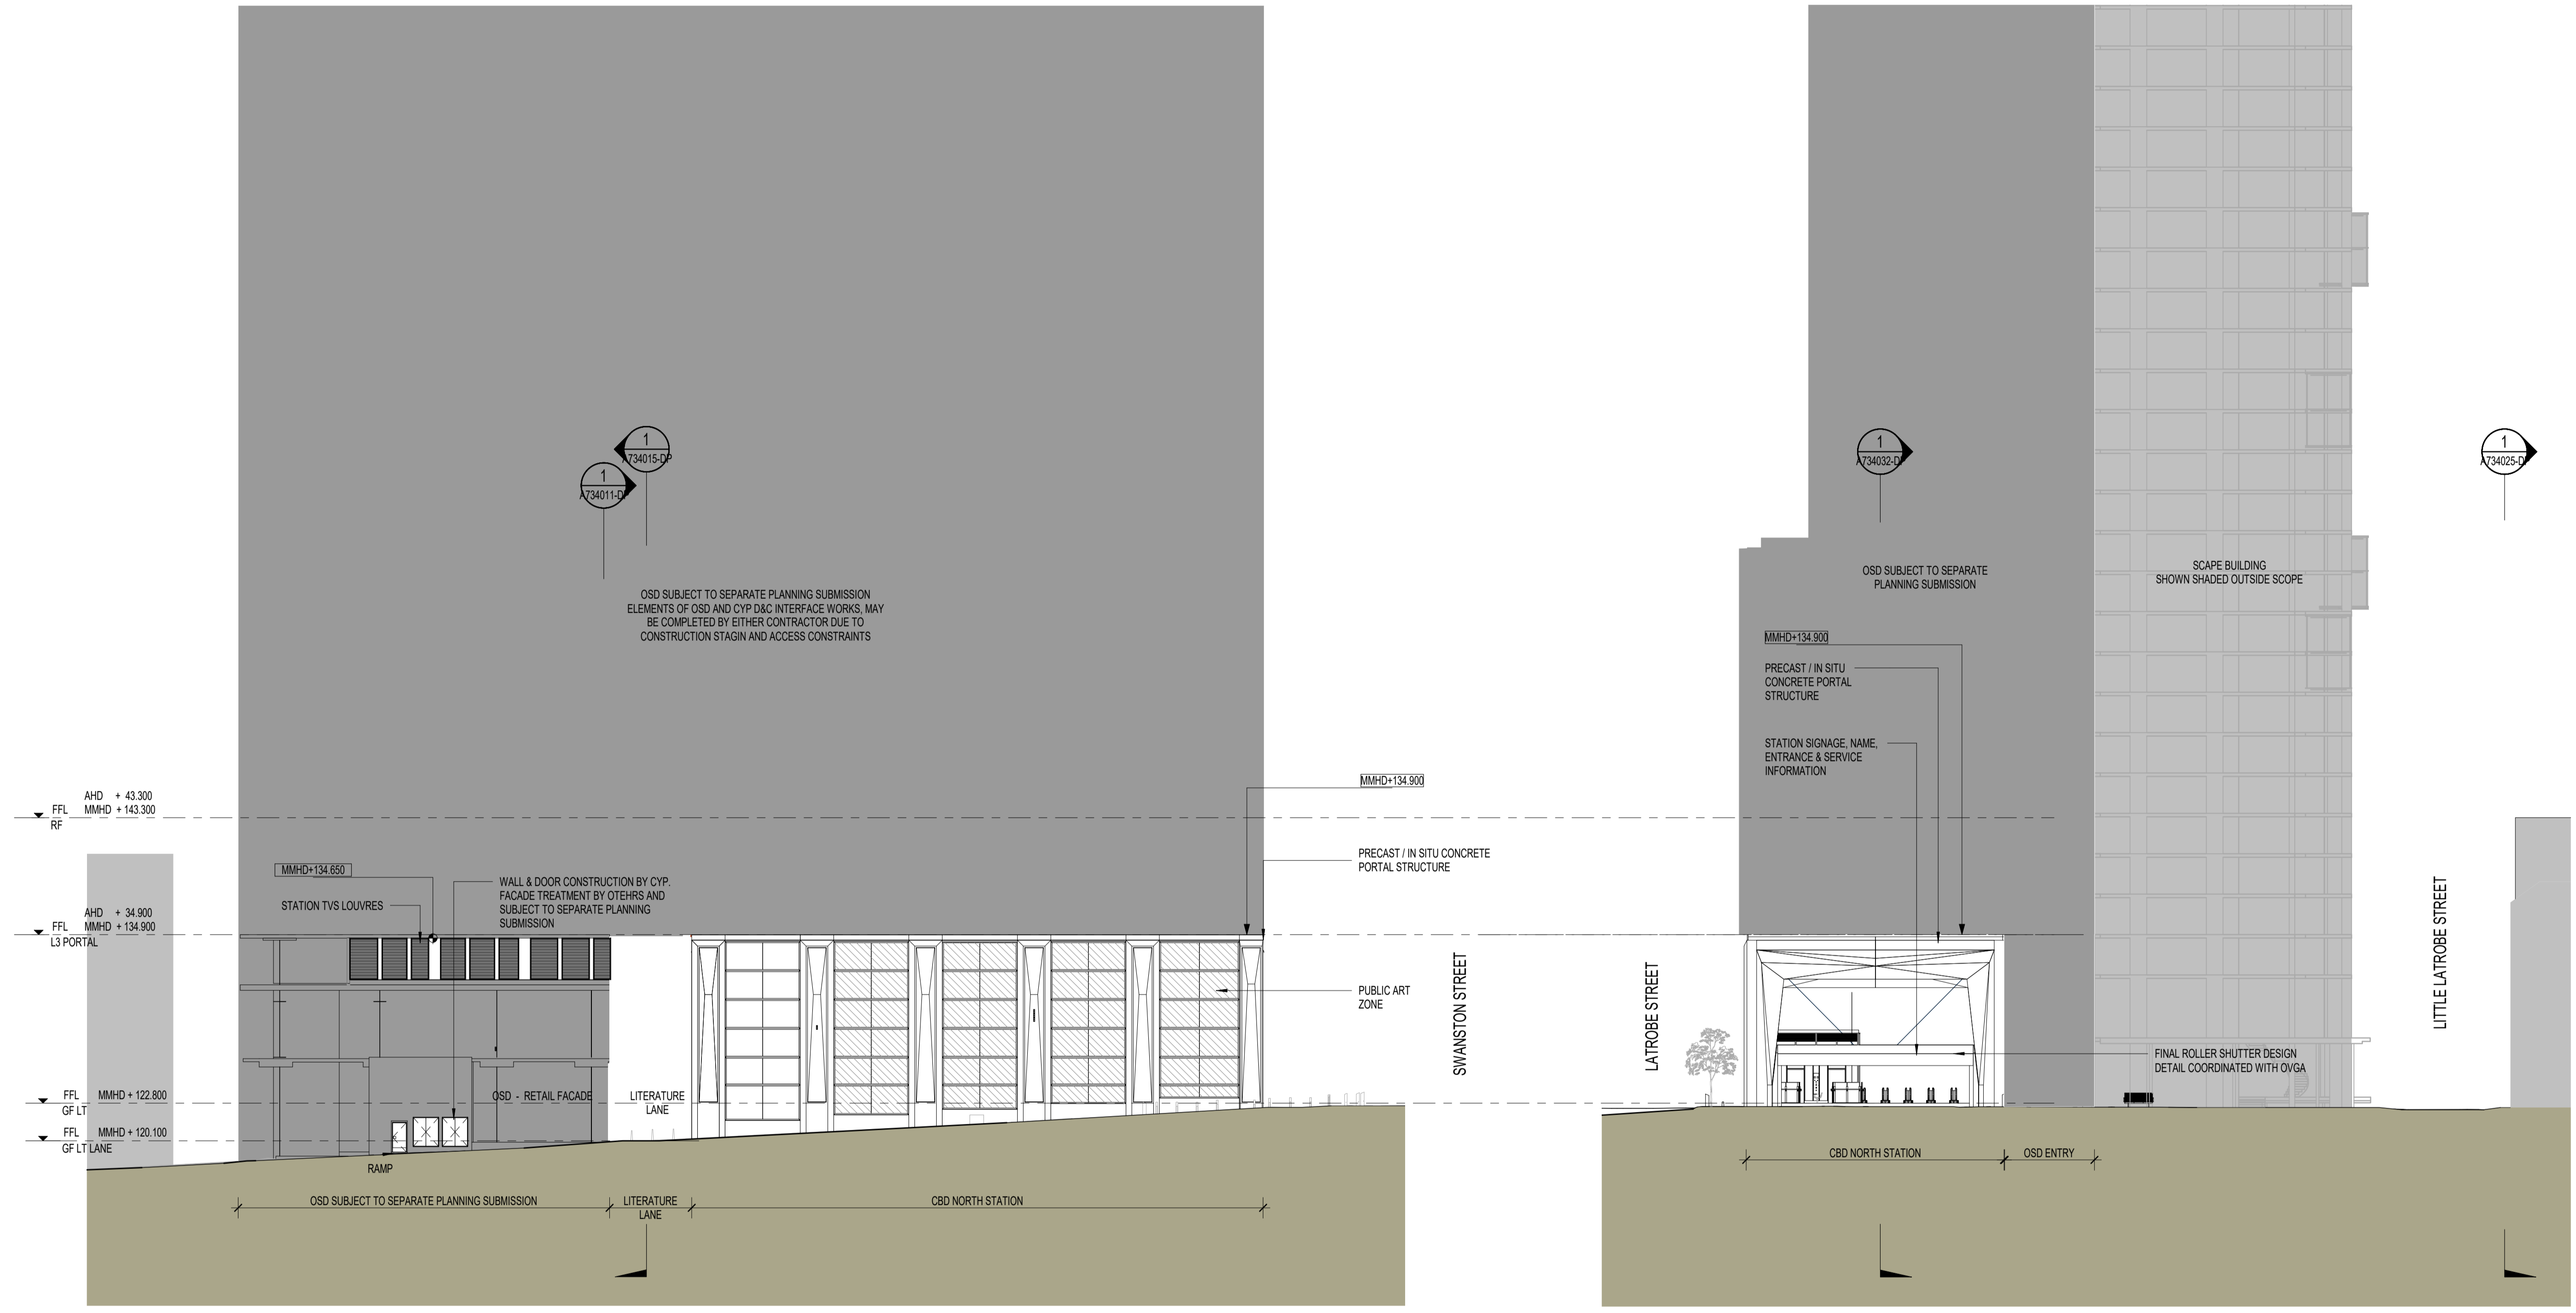 1
A734015-DP
1
A734011-DP
OSD SUBJECT TO SEPARATE PLANNING SUBMISSION
ELEMENTS OF OSD AND CYP D&C INTERFACE WORKS, MAY
BE COMPLETED BY EITHER CONTRACTOR DUE TO
CONSTRUCTION STAGIN AND ACCESS CONSTRAINTS
AHD + 43.300
FFL MMHD + 143.300
RF
MMHD+134.650
STATION TVS LOUVRES
WALL & DOOR CONSTRUCTION BY CYP.
FACADE TREATMENT BY OTEHRS AND
SUBJECT TO SEPARATE PLANNING
SUBMISSION
AHD + 34.900
FFL MMHD + 134.900
L3 PORTAL
MMHD+134.900
PRECAST / IN SITU CONCRETE
PORTAL STRUCTURE
PUBLIC ART
ZONE
SWANSTON STREET
OSD - RETAIL FACADE
LITERATURE
LANE
FFL MMHD + 122.800
GF LT
FFL MMHD + 120.100
GF LT LANE
RAMP
OSD SUBJECT TO SEPARATE PLANNING SUBMISSION
LITERATURE
LANE
CBD NORTH STATION
1
A734032-DP
1
A734025-DP
OSD SUBJECT TO SEPARATE
PLANNING SUBMISSION
SCAPE BUILDING
SHOWN SHADED OUTSIDE SCOPE
MMHD+134.900
PRECAST / IN SITU
CONCRETE PORTAL
STRUCTURE
STATION SIGNAGE, NAME,
ENTRANCE & SERVICE
INFORMATION
LATROBE STREET
LITTLE LATROBE STREET
FINAL ROLLER SHUTTER DESIGN
DETAIL COORDINATED WITH OVGA
CBD NORTH STATION
OSD ENTRY